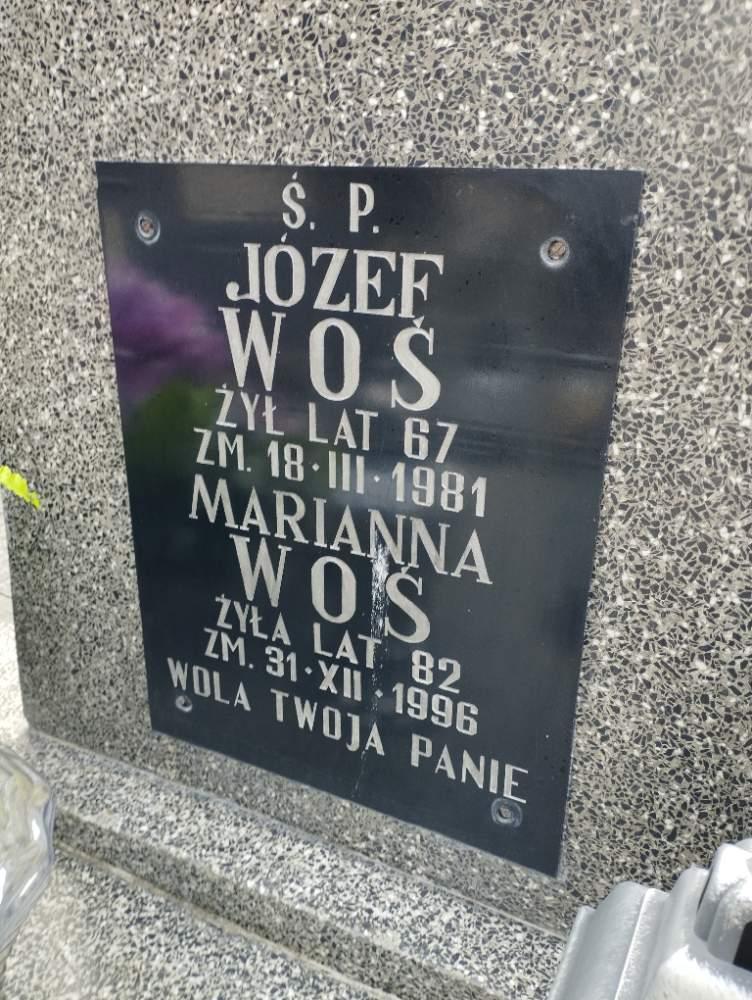 Ś. P.
JÓZEF
WOŚ
ŻYŁ LAT 67
ZM. 18·III·1981
MARIANNA
WOŚ
ŻYŁA LAT 82
ZM. 31·XII·1996
WOLA TWOJA PANIE